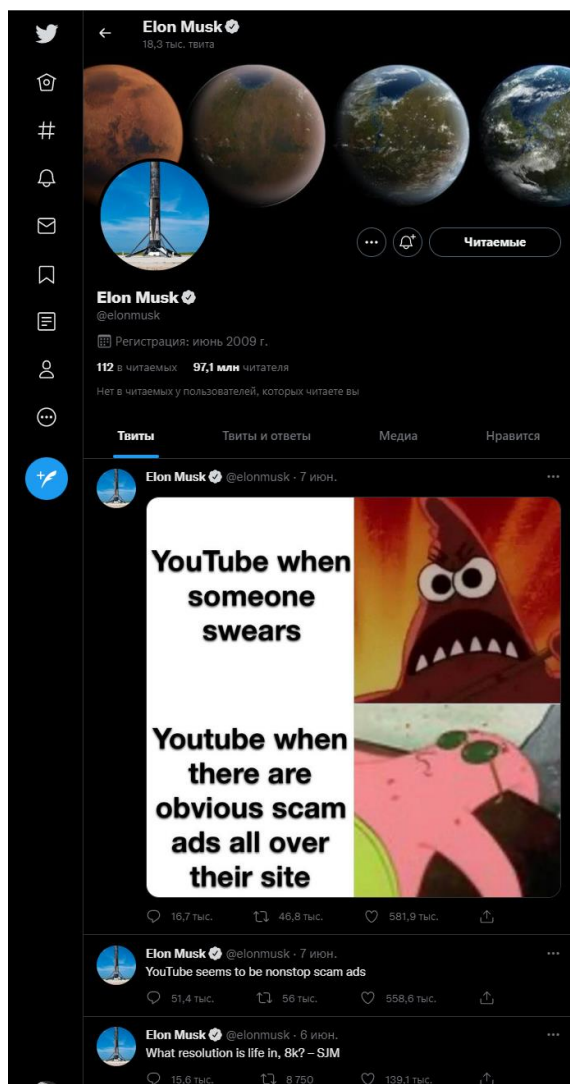 Elon Musk
18,3 тыс. твита
Читаемые
Elon Musk
@elonmusk
Регистрация: июнь 2009 г.
112 в читаемых 97,1 млн читателя
Нет в читаемых у пользователей, которых читаете вы
Твиты Твиты и ответы Медиа Нравится
Elon Musk @elonmusk · 7 июн.
YouTube when
someone
swears
Youtube when
there are
obvious scam
ads all over
their site
16,7 тыс. 46,8 тыс. 581,9 тыс.
Elon Musk @elonmusk · 7 июн.
YouTube seems to be nonstop scam ads
51,4 тыс. 56 тыс. 558,6 тыс.
Elon Musk @elonmusk · 6 июн.
What resolution is life in, 8k? – SJM
15,6 тыс. 8 750 139,1 тыс.